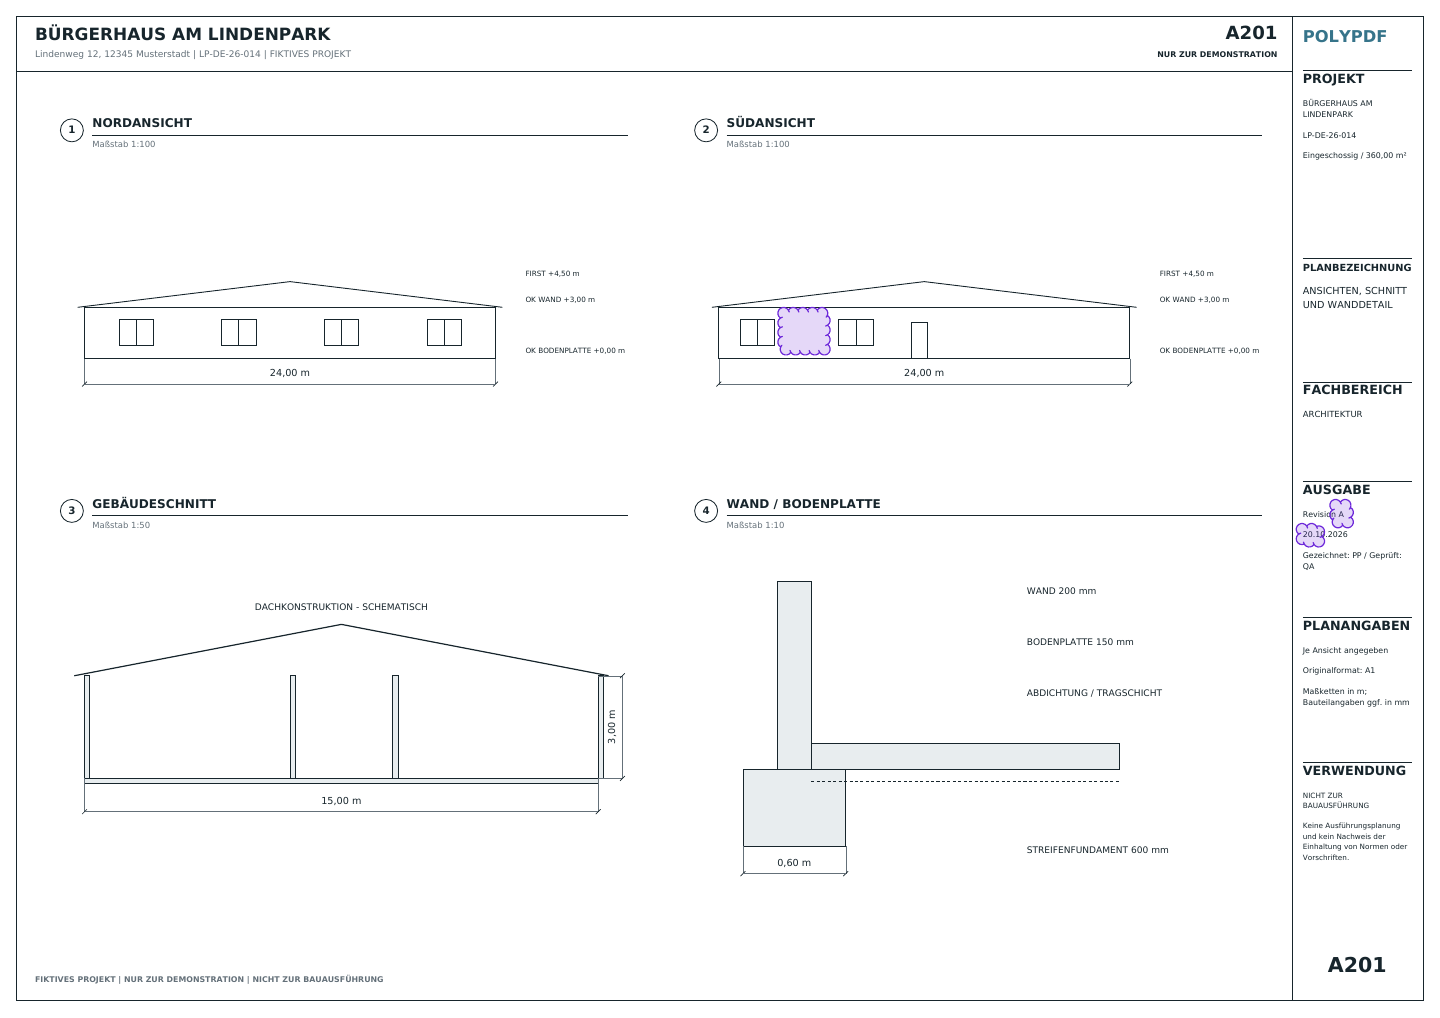 BÜRGERHAUS AM LINDENPARK
Lindenweg 12, 12345 Musterstadt | LP-DE-26-014 | FIKTIVES PROJEKT
A201
NUR ZUR DEMONSTRATION
1
NORDANSICHT
Maßstab 1:100
FIRST +4,50 m
OK WAND +3,00 m
OK BODENPLATTE +0,00 m
24,00 m
2
SÜDANSICHT
Maßstab 1:100
FIRST +4,50 m
OK WAND +3,00 m
OK BODENPLATTE +0,00 m
24,00 m
3
GEBÄUDESCHNITT
Maßstab 1:50
DACHKONSTRUKTION - SCHEMATISCH
3,00 m
15,00 m
4
WAND / BODENPLATTE
Maßstab 1:10
WAND 200 mm
BODENPLATTE 150 mm
ABDICHTUNG / TRAGSCHICHT
STREIFENFUNDAMENT 600 mm
0,60 m
FIKTIVES PROJEKT | NUR ZUR DEMONSTRATION | NICHT ZUR BAUAUSFÜHRUNG
POLYPDF
PROJEKT
BÜRGERHAUS AM
LINDENPARK
LP-DE-26-014
Eingeschossig / 360,00 m²
PLANBEZEICHNUNG
ANSICHTEN, SCHNITT
UND WANDDETAIL
FACHBEREICH
ARCHITEKTUR
AUSGABE
Revision A
20.10.2026
Gezeichnet: PP / Geprüft:
QA
PLANANGABEN
Je Ansicht angegeben
Originalformat: A1
Maßketten in m;
Bauteilangaben ggf. in mm
VERWENDUNG
NICHT ZUR
BAUAUSFÜHRUNG
Keine Ausführungsplanung
und kein Nachweis der
Einhaltung von Normen oder
Vorschriften.
A201